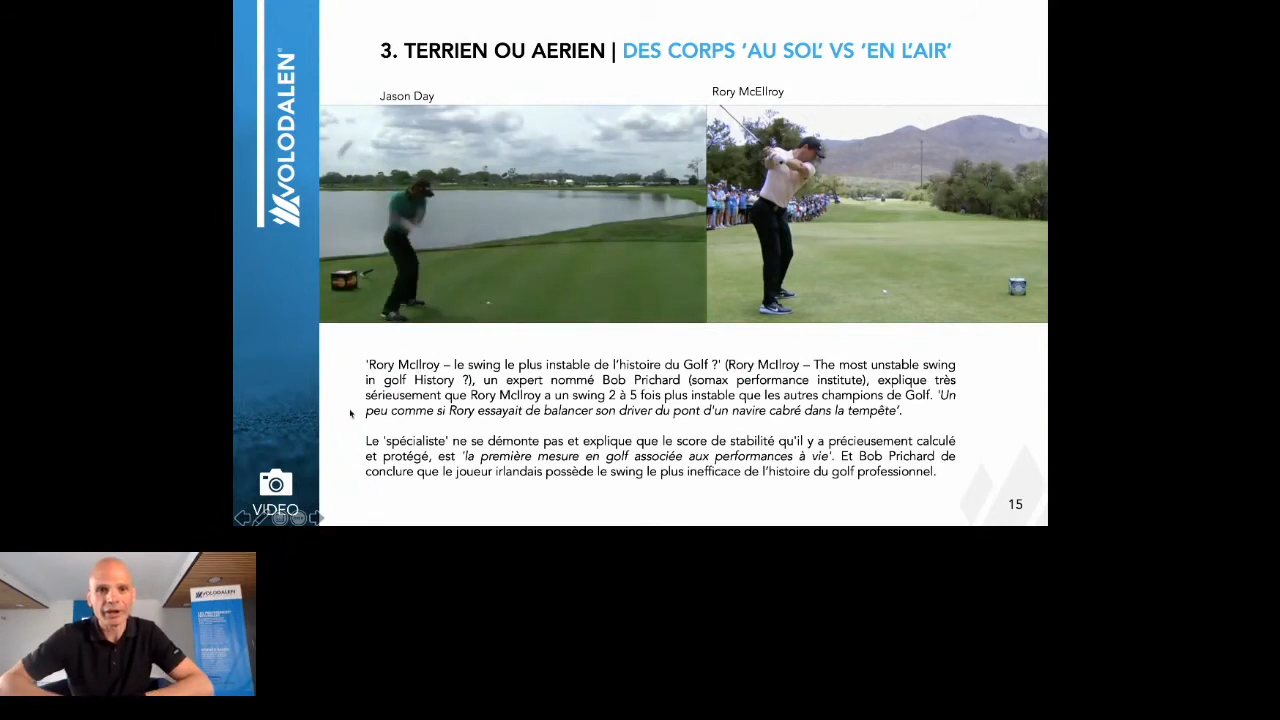 3. TERRIEN OU AERIEN | DES CORPS 'AU SOL' VS 'EN L'AIR'
VOLODALEN
Jason Day
Rory McEllroy
'Rory McIlroy – le swing le plus instable de l'histoire du Golf ?' (Rory McIlroy – The most unstable swing
in golf History ?), un expert nommé Bob Prichard (somax performance institute), explique très
sérieusement que Rory McIlroy a un swing 2 à 5 fois plus instable que les autres champions de Golf. 'Un
peu comme si Rory essayait de balancer son driver du pont d'un navire cabré dans la tempête'.
Le 'spécialiste' ne se démonte pas et explique que le score de stabilité qu'il y a précieusement calculé
et protégé, est 'la première mesure en golf associée aux performances à vie'. Et Bob Prichard de
conclure que le joueur irlandais possède le swing le plus inefficace de l'histoire du golf professionnel.
VIDEO
15
VOLODALEN